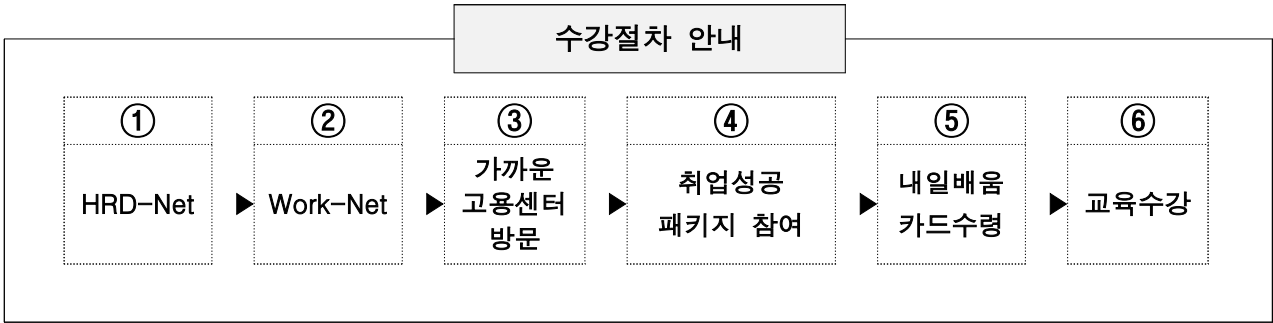 수강절차 안내
①
HRD-Net
▶
②
Work-Net
▶
③
가까운
고용센터
방문
▶
④
취업성공
패키지 참여
▶
⑤
내일배움
카드수령
▶
⑥
교육수강